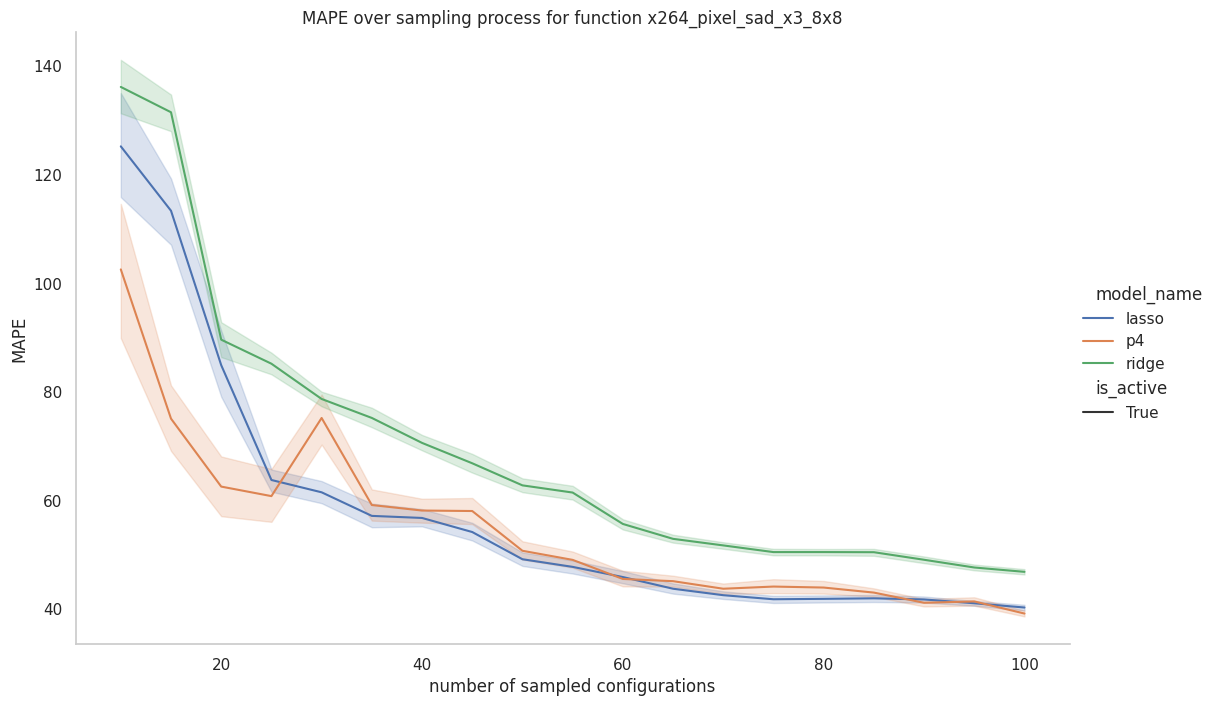 MAPE over sampling process for function x264_pixel_sad_x3_8x8
140
120
100
80
60
40
MAPE
20
40
60
80
100
number of sampled configurations
model_name
lasso
p4
ridge
is_active
True